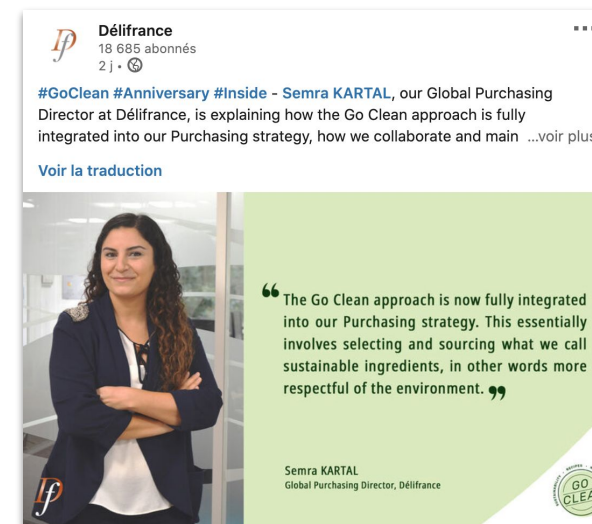 Délifrance
18 685 abonnés
2 j •
#GoClean #Anniversary #Inside - Semra KARTAL, our Global Purchasing
Director at Délifrance, is explaining how the Go Clean approach is fully
integrated into our Purchasing strategy, how we collaborate and main ...voir plus
Voir la traduction
“ The Go Clean approach is now fully integrated
into our Purchasing strategy. This essentially
involves selecting and sourcing what we call
sustainable ingredients, in other words more
respectful of the environment. ”
Semra KARTAL
Global Purchasing Director, Délifrance
Df
GO